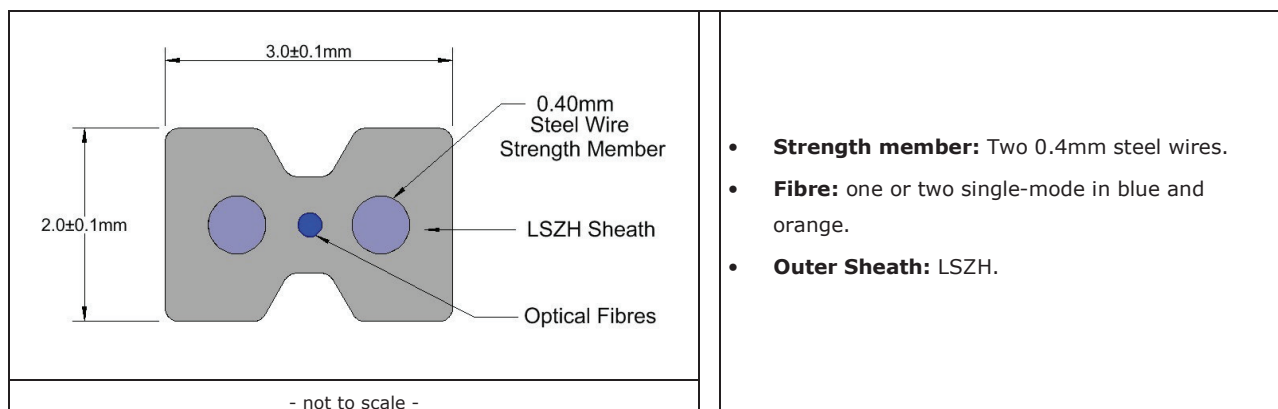 3.0±0.1mm
0.40mm
Steel Wire
Strength Member
2.0±0.1mm
LSZH Sheath
Optical Fibres
- not to scale -
• Strength member: Two 0.4mm steel wires.
• Fibre: one or two single-mode in blue and
orange.
• Outer Sheath: LSZH.